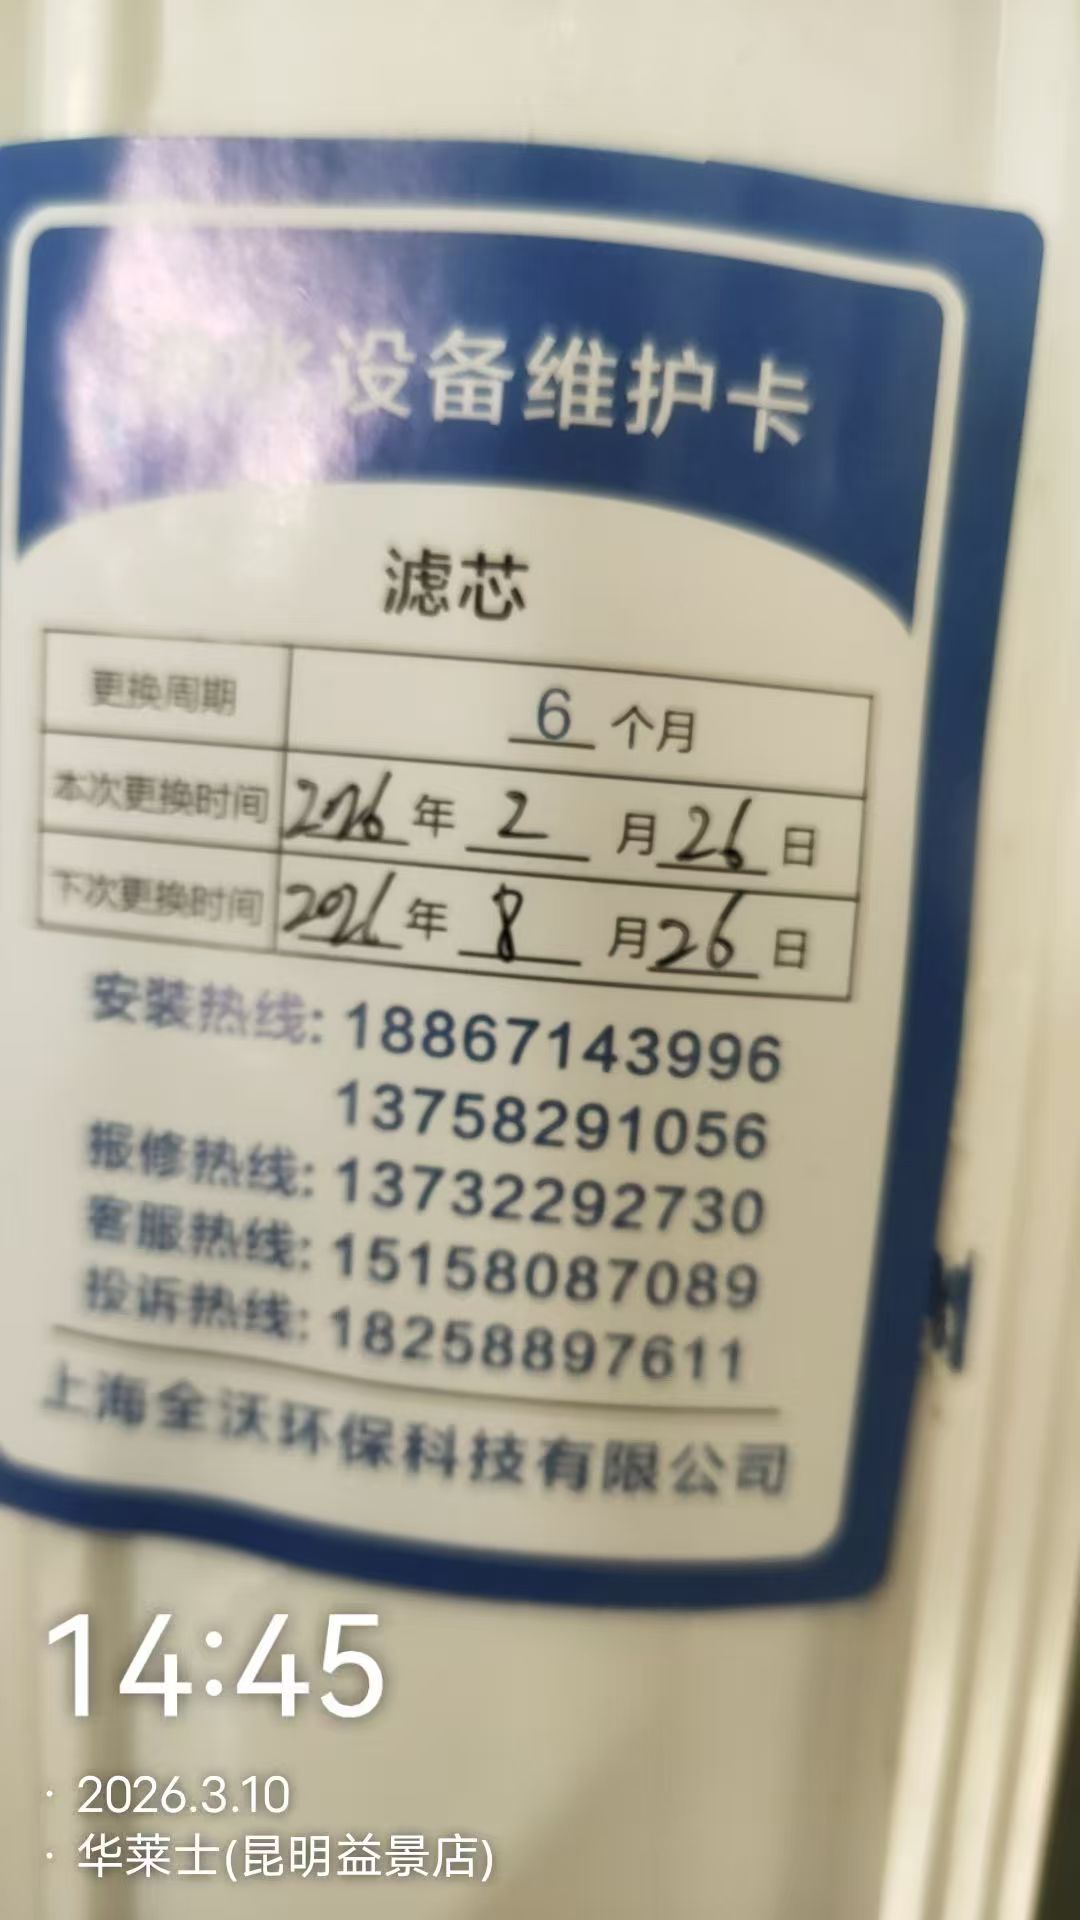 水设备维护卡
滤芯
更换周期 6 个月
本次更换时间 2026 年 2 月 26 日
下次更换时间 2026 年 8 月 26 日
安装热线: 18867143996
13758291056
报修热线: 13732292730
客服热线: 15158087089
投诉热线: 18258897611
上海全沃环保科技有限公司
14:45
· 2026.3.10
· 华莱士(昆明益景店)